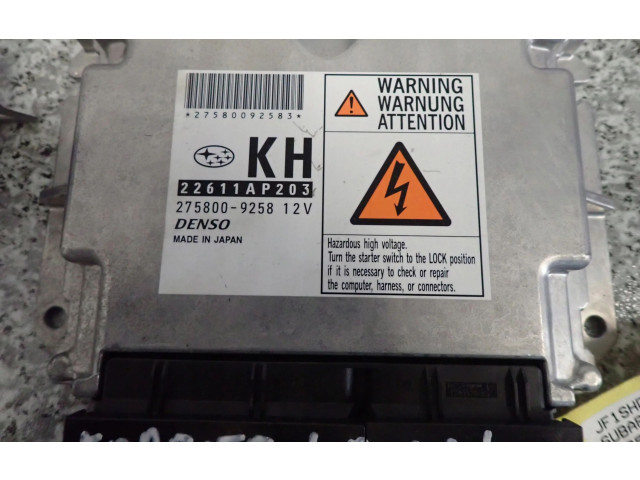 *27580092583*
KH
22611AP203
275800-9258 12V
DENSO
MADE IN JAPAN
WARNING
WARNUNG
ATTENTION
Hazardous high voltage.
Turn the starter switch to the LOCK position
if it is necessary to check or repair
the computer, harness, or connectors.